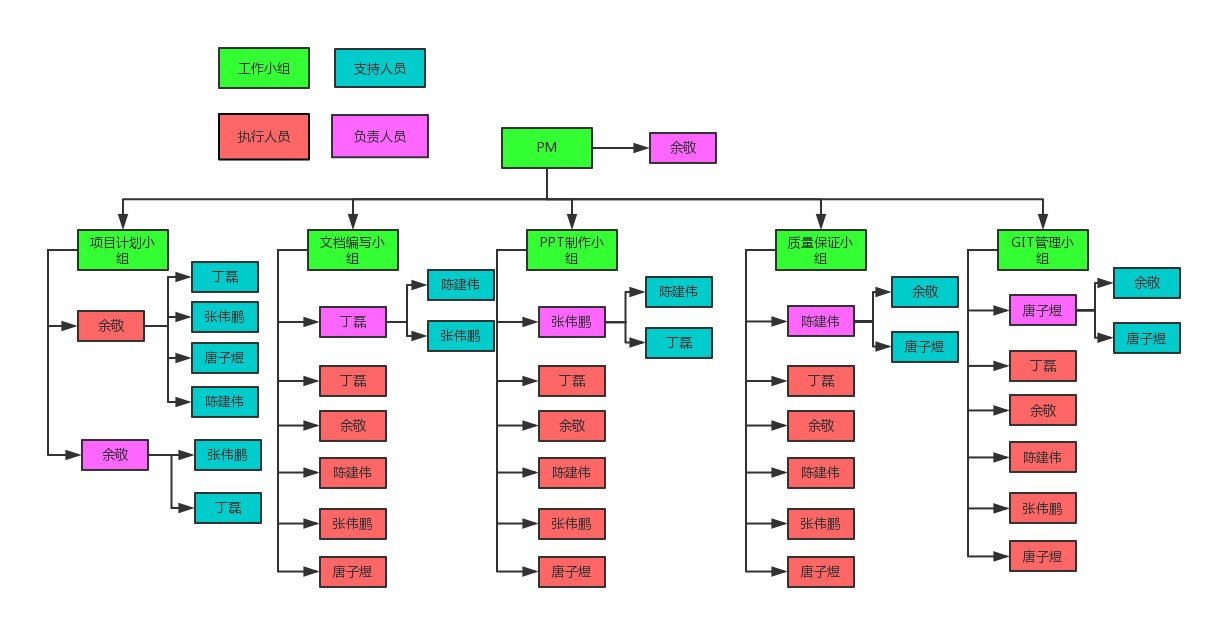 工作小组
支持人员
执行人员
负责人员
PM
余敬
项目计划小
组
文档编写小
组
PPT制作小
组
质量保证小
组
GIT管理小
组
余敬
丁磊
张伟鹏
唐子煜
陈建伟
余敬
张伟鹏
丁磊
丁磊
陈建伟
张伟鹏
丁磊
余敬
陈建伟
张伟鹏
唐子煜
张伟鹏
陈建伟
丁磊
丁磊
余敬
陈建伟
张伟鹏
唐子煜
陈建伟
余敬
唐子煜
丁磊
余敬
陈建伟
张伟鹏
唐子煜
唐子煜
余敬
唐子煜
丁磊
余敬
陈建伟
张伟鹏
唐子煜